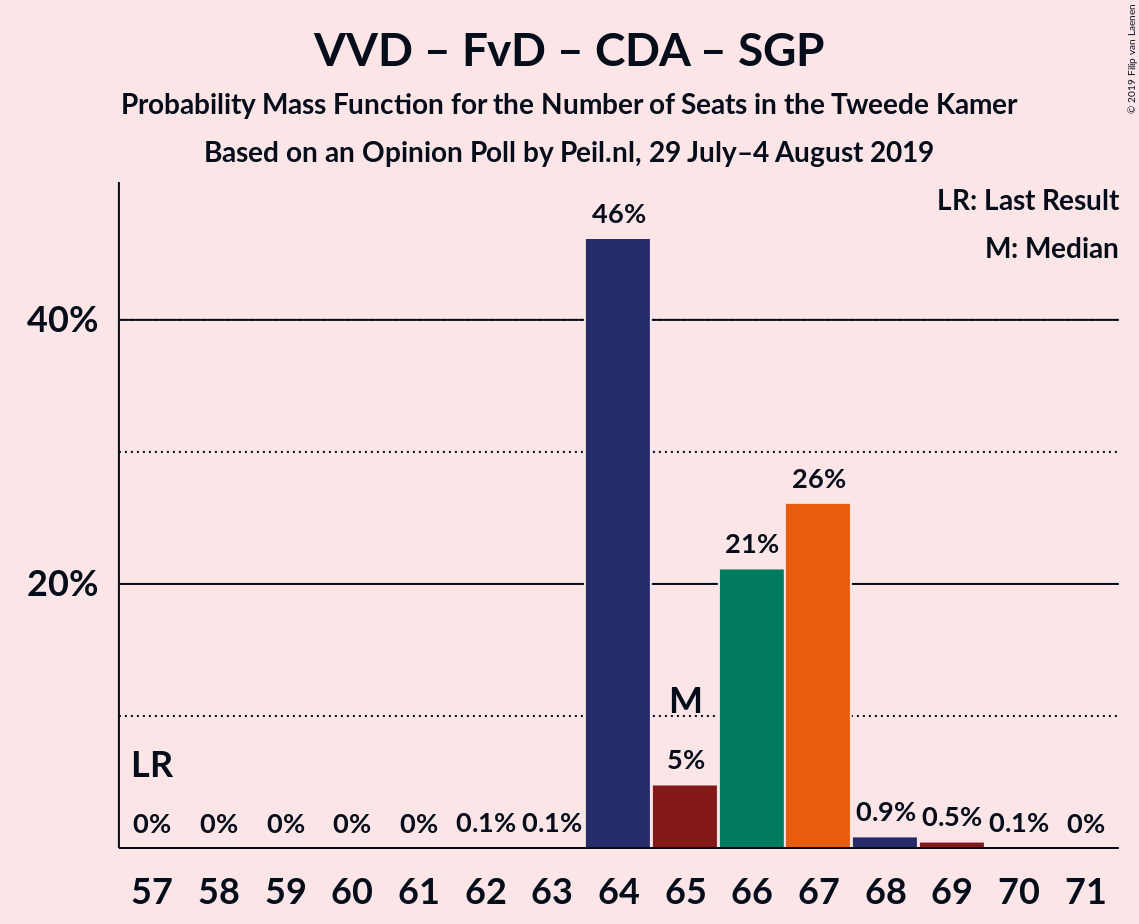 VVD – FvD – CDA – SGP
Probability Mass Function for the Number of Seats in the Tweede Kamer
Based on an Opinion Poll by Peil.nl, 29 July–4 August 2019
© 2019 Filip van Laenen
LR: Last Result
M: Median
46%
40%
26%
21%
20%
M
LR
5%
0% 0% 0% 0% 0% 0.1% 0.1% 0.9% 0.5% 0.1% 0%
57 58 59 60 61 62 63 64 65 66 67 68 69 70 71